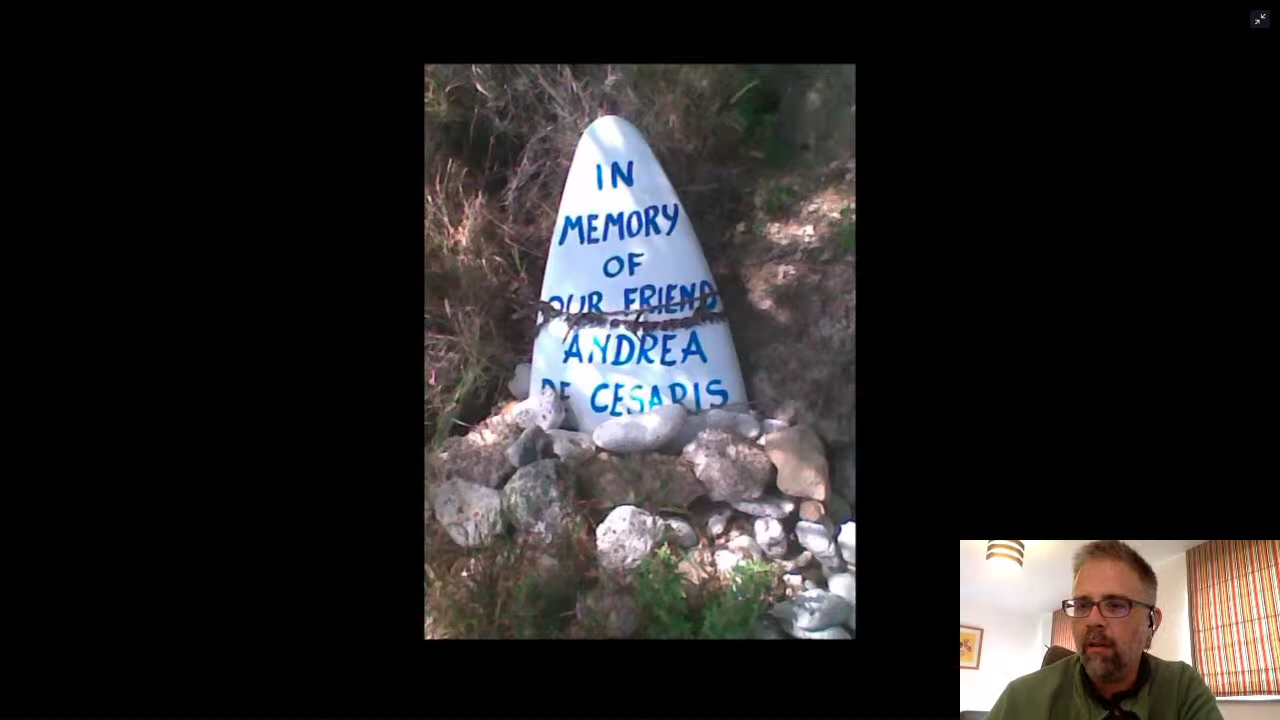 IN
MEMORY
OF
OUR FRIEND
ANDREA
DE CESARIS